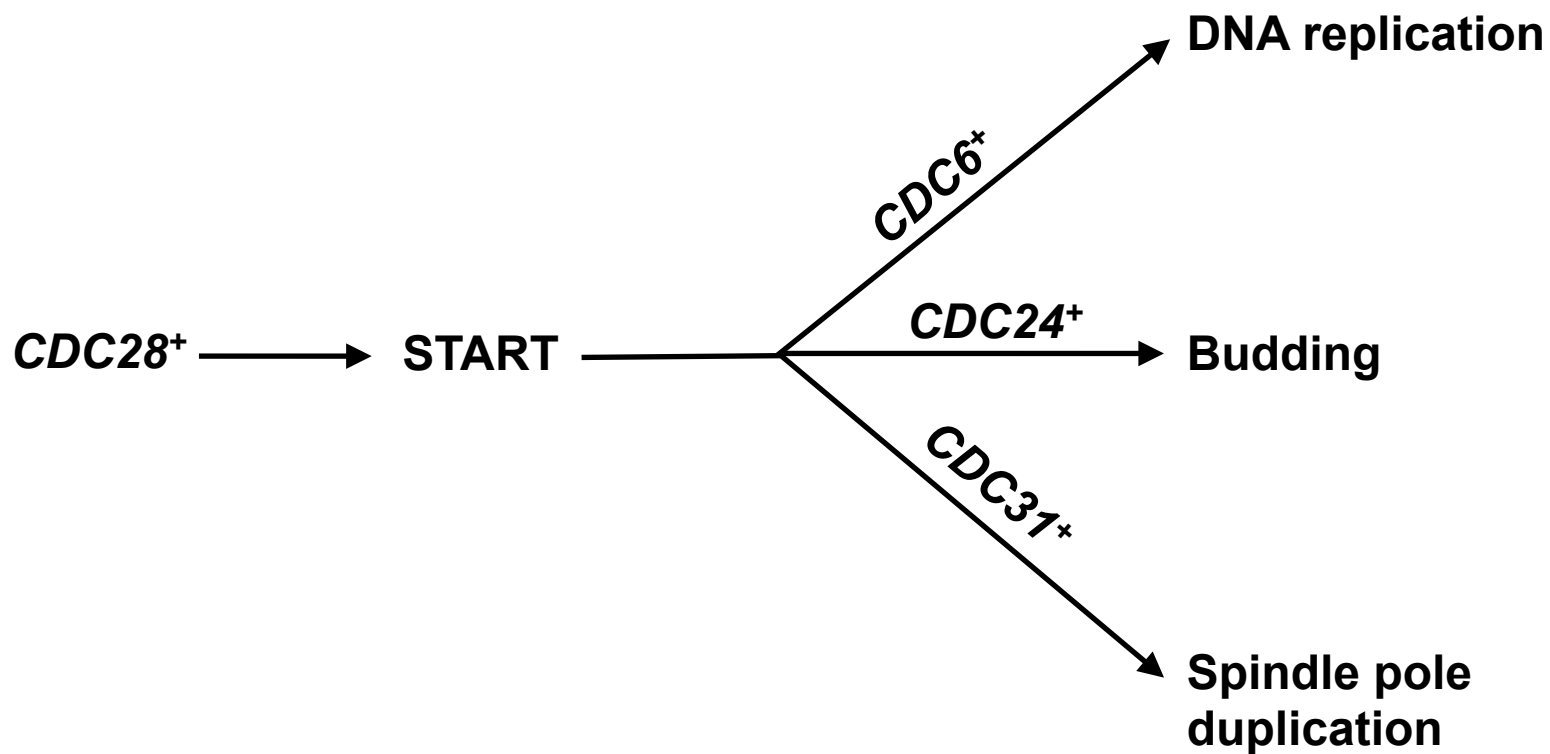 DNA replication
CDC6⁺
CDC24⁺
CDC28⁺
START
Budding
CDC31⁺
Spindle pole
duplication